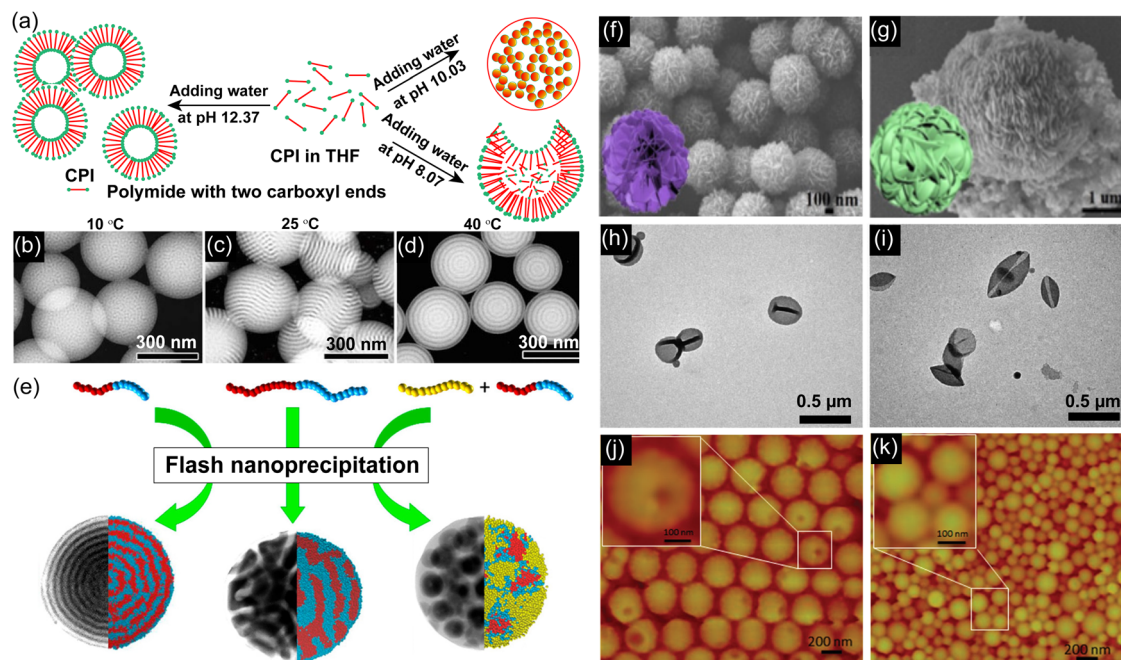 (a)
Adding water
at pH 12.37
Adding water
at pH 10.03
Adding water
at pH 8.07
CPI in THF
CPI
Polymide with two carboxyl ends
10 °C
25 °C
40 °C
(b)
300 nm
(c)
300 nm
(d)
300 nm
(e)
+
Flash nanoprecipitation
(f)
100 nm
(g)
1 um
(h)
0.5 µm
(i)
0.5 µm
(j)
100 nm
200 nm
(k)
100 nm
200 nm